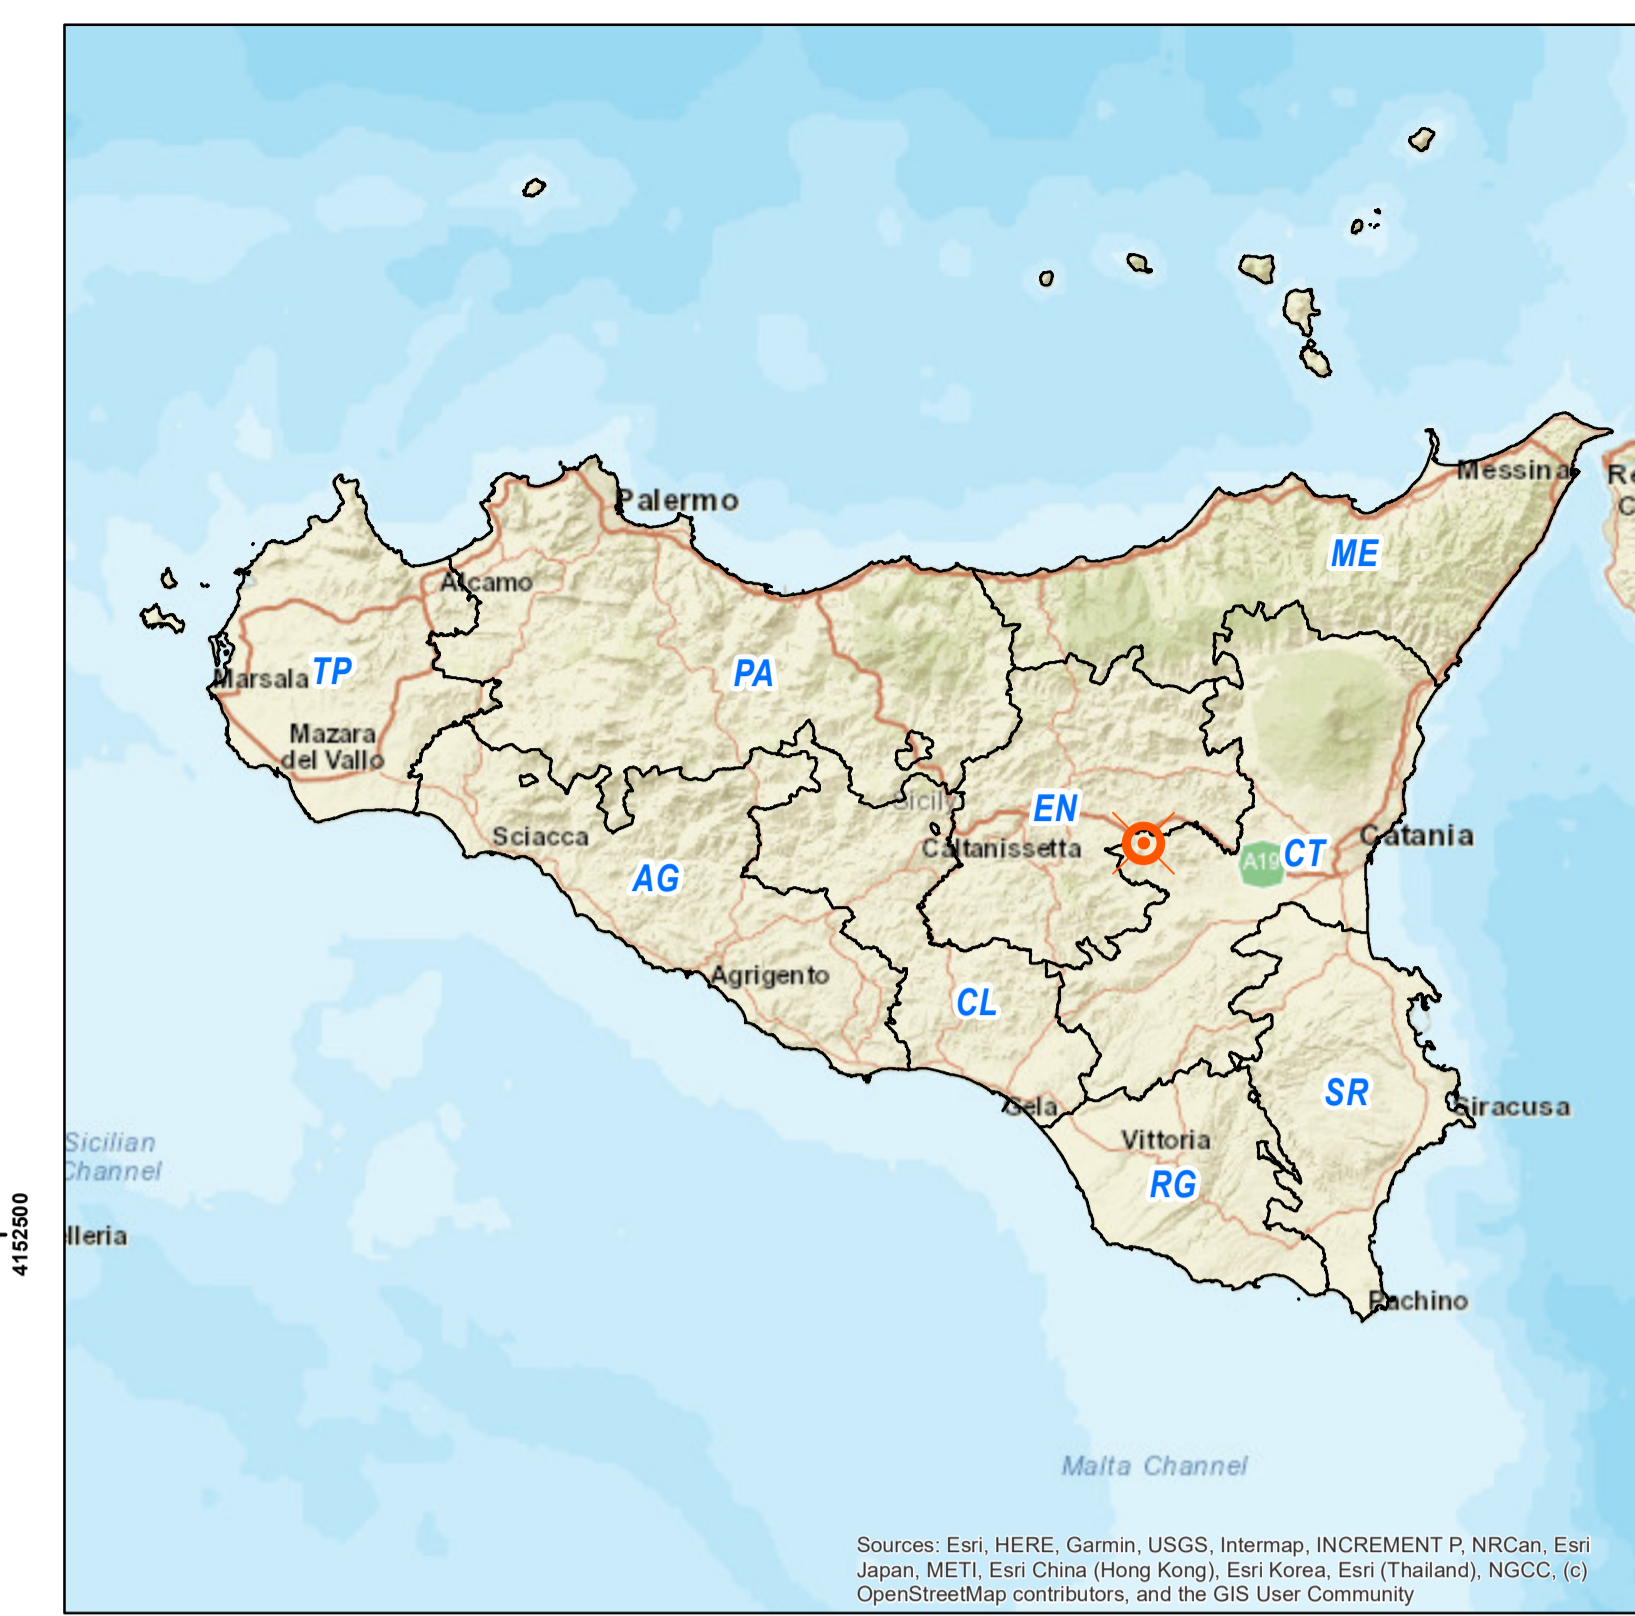 Messina
Re
C
Palermo
ME
Alcamo
TP
PA
Marsala
Mazara
del Vallo
Sicily
EN
Sciacca
Caltanissetta
Catania
A19
CT
AG
Agrigento
CL
SR
Gela
Siracusa
Vittoria
Sicilian
Channel
RG
4152500
lleria
Pachino
Malta Channel
Sources: Esri, HERE, Garmin, USGS, Intermap, INCREMENT P, NRCan, Esri
Japan, METI, Esri China (Hong Kong), Esri Korea, Esri (Thailand), NGCC, (c)
OpenStreetMap contributors, and the GIS User Community